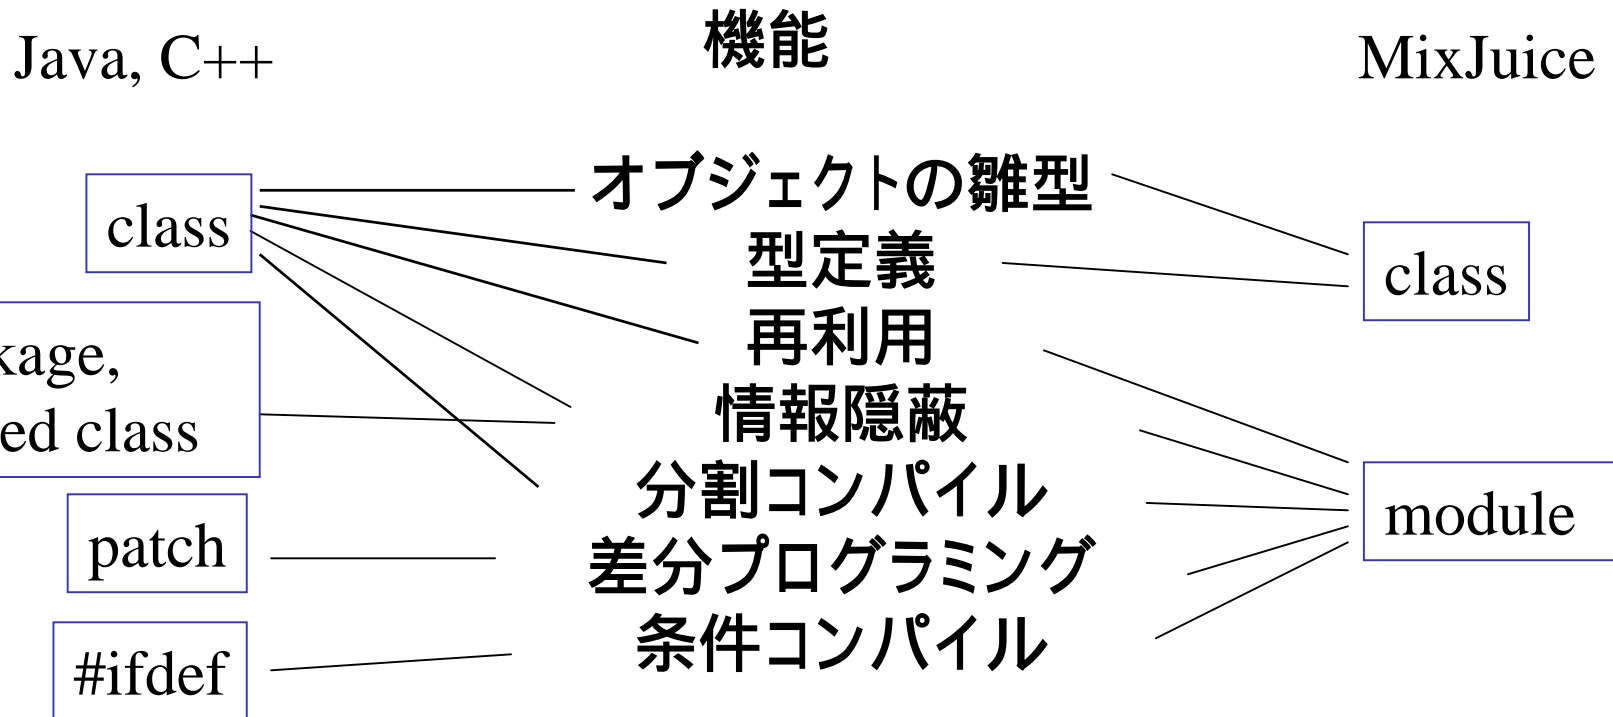 Java, C++
機能
MixJuice
class
kage,
ed class
patch
#ifdef
オブジェクトの雛型
型定義
再利用
情報隠蔽
分割コンパイル
差分プログラミング
条件コンパイル
class
module